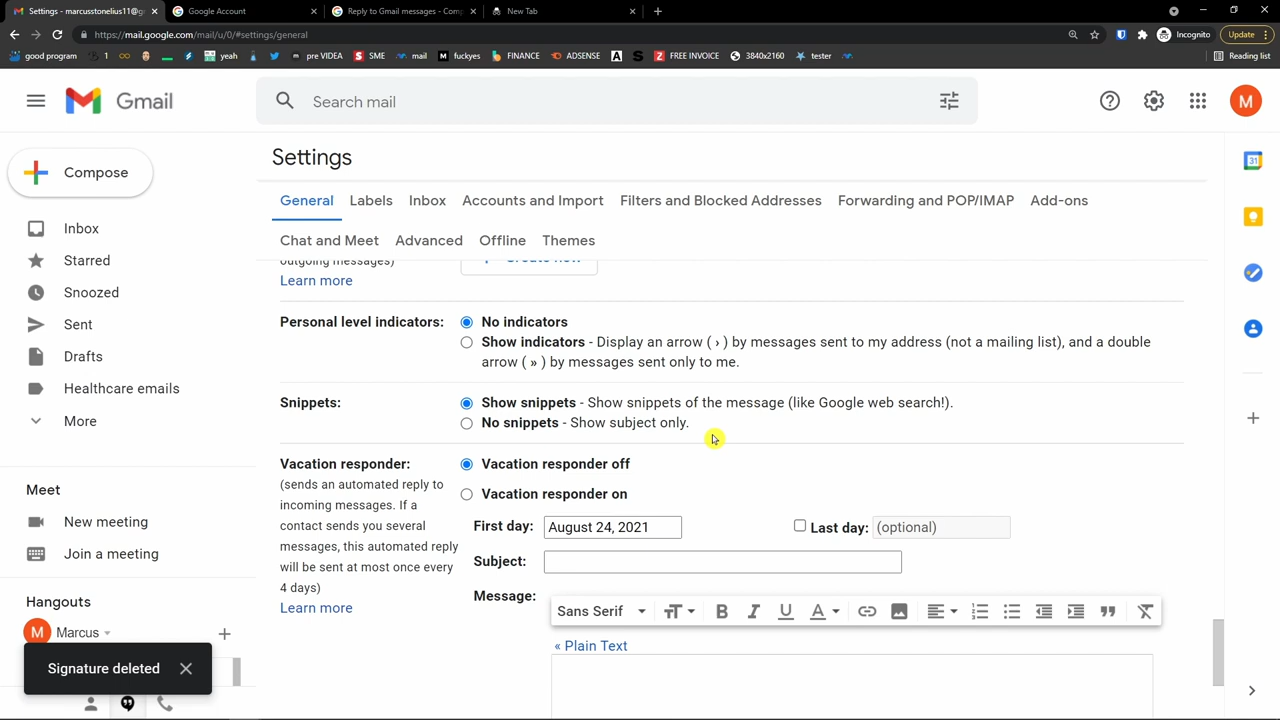 Settings - marcusstonelius11@g
Google Account
Reply to Gmail messages - Comp
New Tab
https://mail.google.com/mail/u/0/#settings/general
Incognito
Update
good program
1
yeah
pre VIDEA
SME
mail
fuckyes
FINANCE
ADSENSE
FREE INVOICE
3840x2160
tester
Reading list
Gmail
Search mail
M
Compose
Settings
General
Labels
Inbox
Accounts and Import
Filters and Blocked Addresses
Forwarding and POP/IMAP
Add-ons
Chat and Meet
Advanced
Offline
Themes
Inbox
Starred
Snoozed
Sent
Drafts
Healthcare emails
More
Meet
New meeting
Join a meeting
Hangouts
M
Marcus
Signature deleted
outgoing messages)
Create new
Learn more
Personal level indicators:
No indicators
Show indicators - Display an arrow ( › ) by messages sent to my address (not a mailing list), and a double
arrow ( » ) by messages sent only to me.
Snippets:
Show snippets - Show snippets of the message (like Google web search!).
No snippets - Show subject only.
Vacation responder:
(sends an automated reply to
incoming messages. If a
contact sends you several
messages, this automated reply
will be sent at most once every
4 days)
Learn more
Vacation responder off
Vacation responder on
First day:
August 24, 2021
Last day:
(optional)
Subject:
Message:
Sans Serif
B
I
U
A
« Plain Text
31